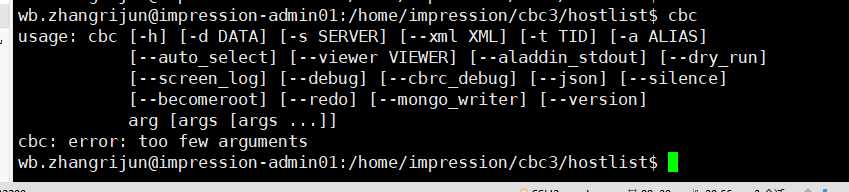 wb.zhangrijun@impression-admin01:/home/impression/cbc3/hostlist$ cbc
usage: cbc [-h] [-d DATA] [-s SERVER] [--xml XML] [-t TID] [-a ALIAS]
[--auto_select] [--viewer VIEWER] [--aladdin_stdout] [--dry_run]
[--screen_log] [--debug] [--cbrc_debug] [--json] [--silence]
[--becomeroot] [--redo] [--mongo_writer] [--version]
arg [args [args ...]]
cbc: error: too few arguments
wb.zhangrijun@impression-admin01:/home/impression/cbc3/hostlist$